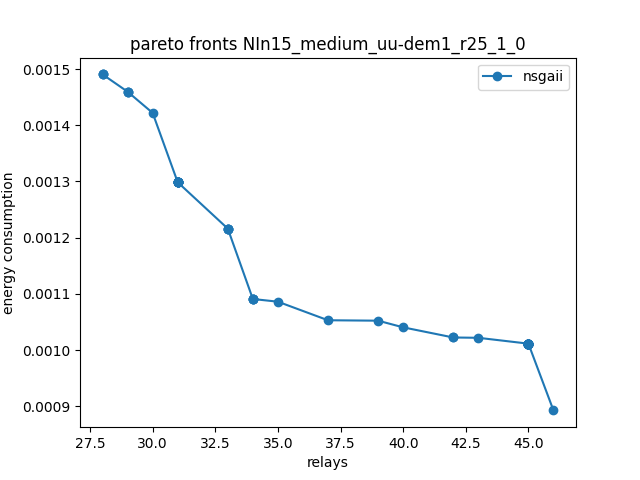 pareto fronts NIn15_medium_uu-dem1_r25_1_0
nsgaii
energy consumption
0.0015
0.0014
0.0013
0.0012
0.0011
0.0010
0.0009
27.5 30.0 32.5 35.0 37.5 40.0 42.5 45.0
relays